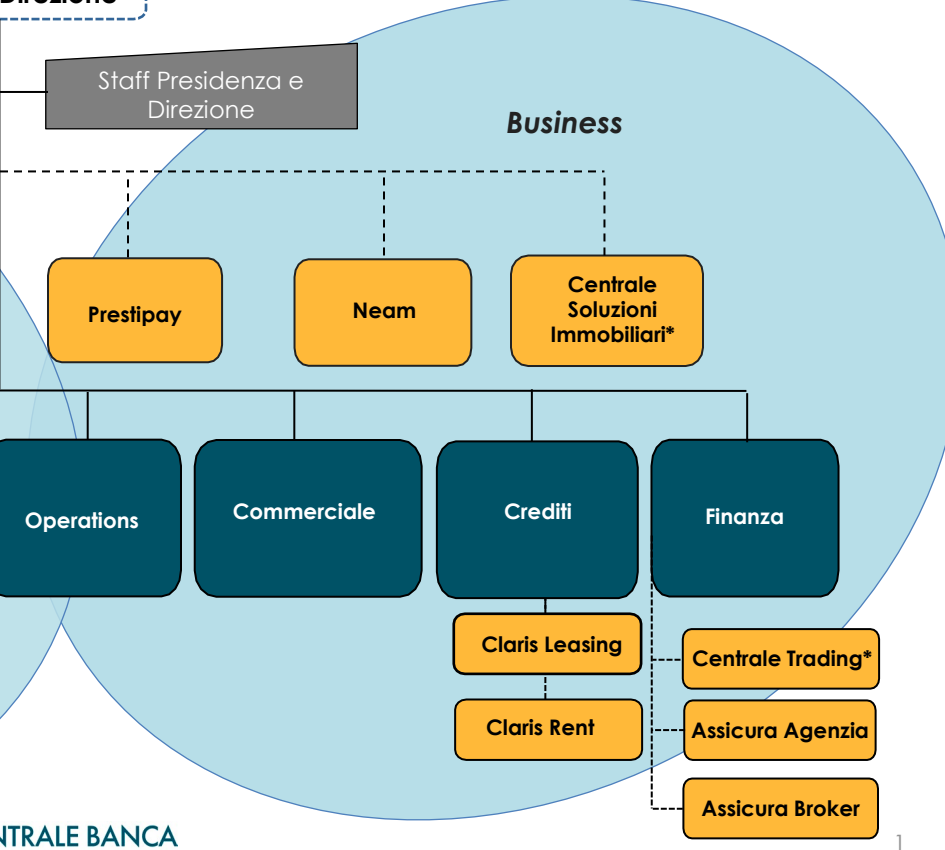 Direzione
Staff Presidenza e
Direzione
Business
Prestipay
Neam
Centrale
Soluzioni
Immobiliari*
Operations
Commerciale
Crediti
Finanza
Claris Leasing
Centrale Trading*
Claris Rent
Assicura Agenzia
Assicura Broker
NTRALE BANCA
1